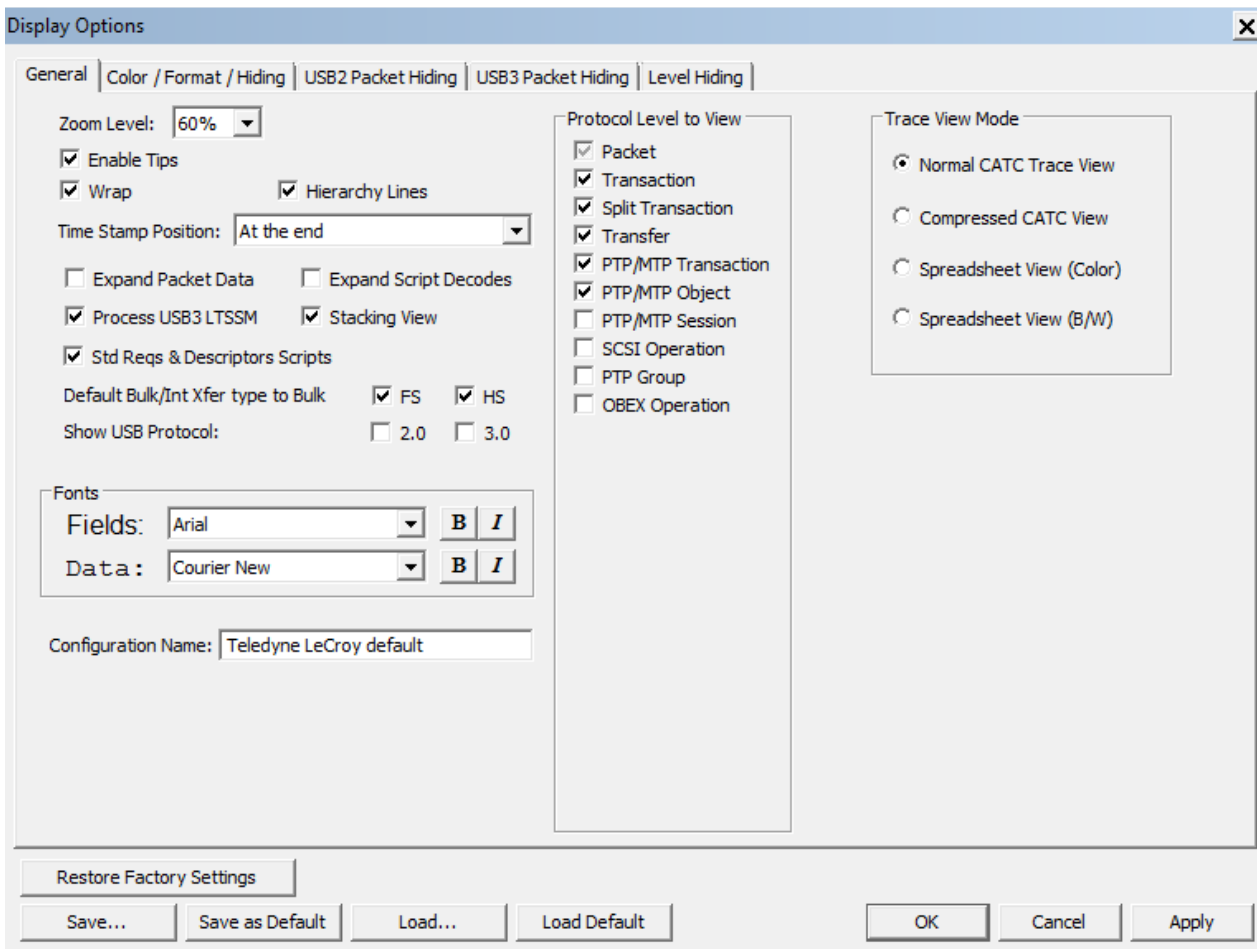 Display Options
General
Color / Format / Hiding
USB2 Packet Hiding
USB3 Packet Hiding
Level Hiding
Zoom Level: 60%
Enable Tips
Wrap
Hierarchy Lines
Time Stamp Position: At the end
Expand Packet Data
Expand Script Decodes
Process USB3 LTSSM
Stacking View
Std Reqs & Descriptors Scripts
Default Bulk/Int Xfer type to Bulk FS HS
Show USB Protocol: 2.0 3.0
Fonts
Fields: Arial B I
Data: Courier New B I
Configuration Name: Teledyne LeCroy default
Protocol Level to View
Packet
Transaction
Split Transaction
Transfer
PTP/MTP Transaction
PTP/MTP Object
PTP/MTP Session
SCSI Operation
PTP Group
OBEX Operation
Trace View Mode
Normal CATC Trace View
Compressed CATC View
Spreadsheet View (Color)
Spreadsheet View (B/W)
Restore Factory Settings
Save...
Save as Default
Load...
Load Default
OK
Cancel
Apply